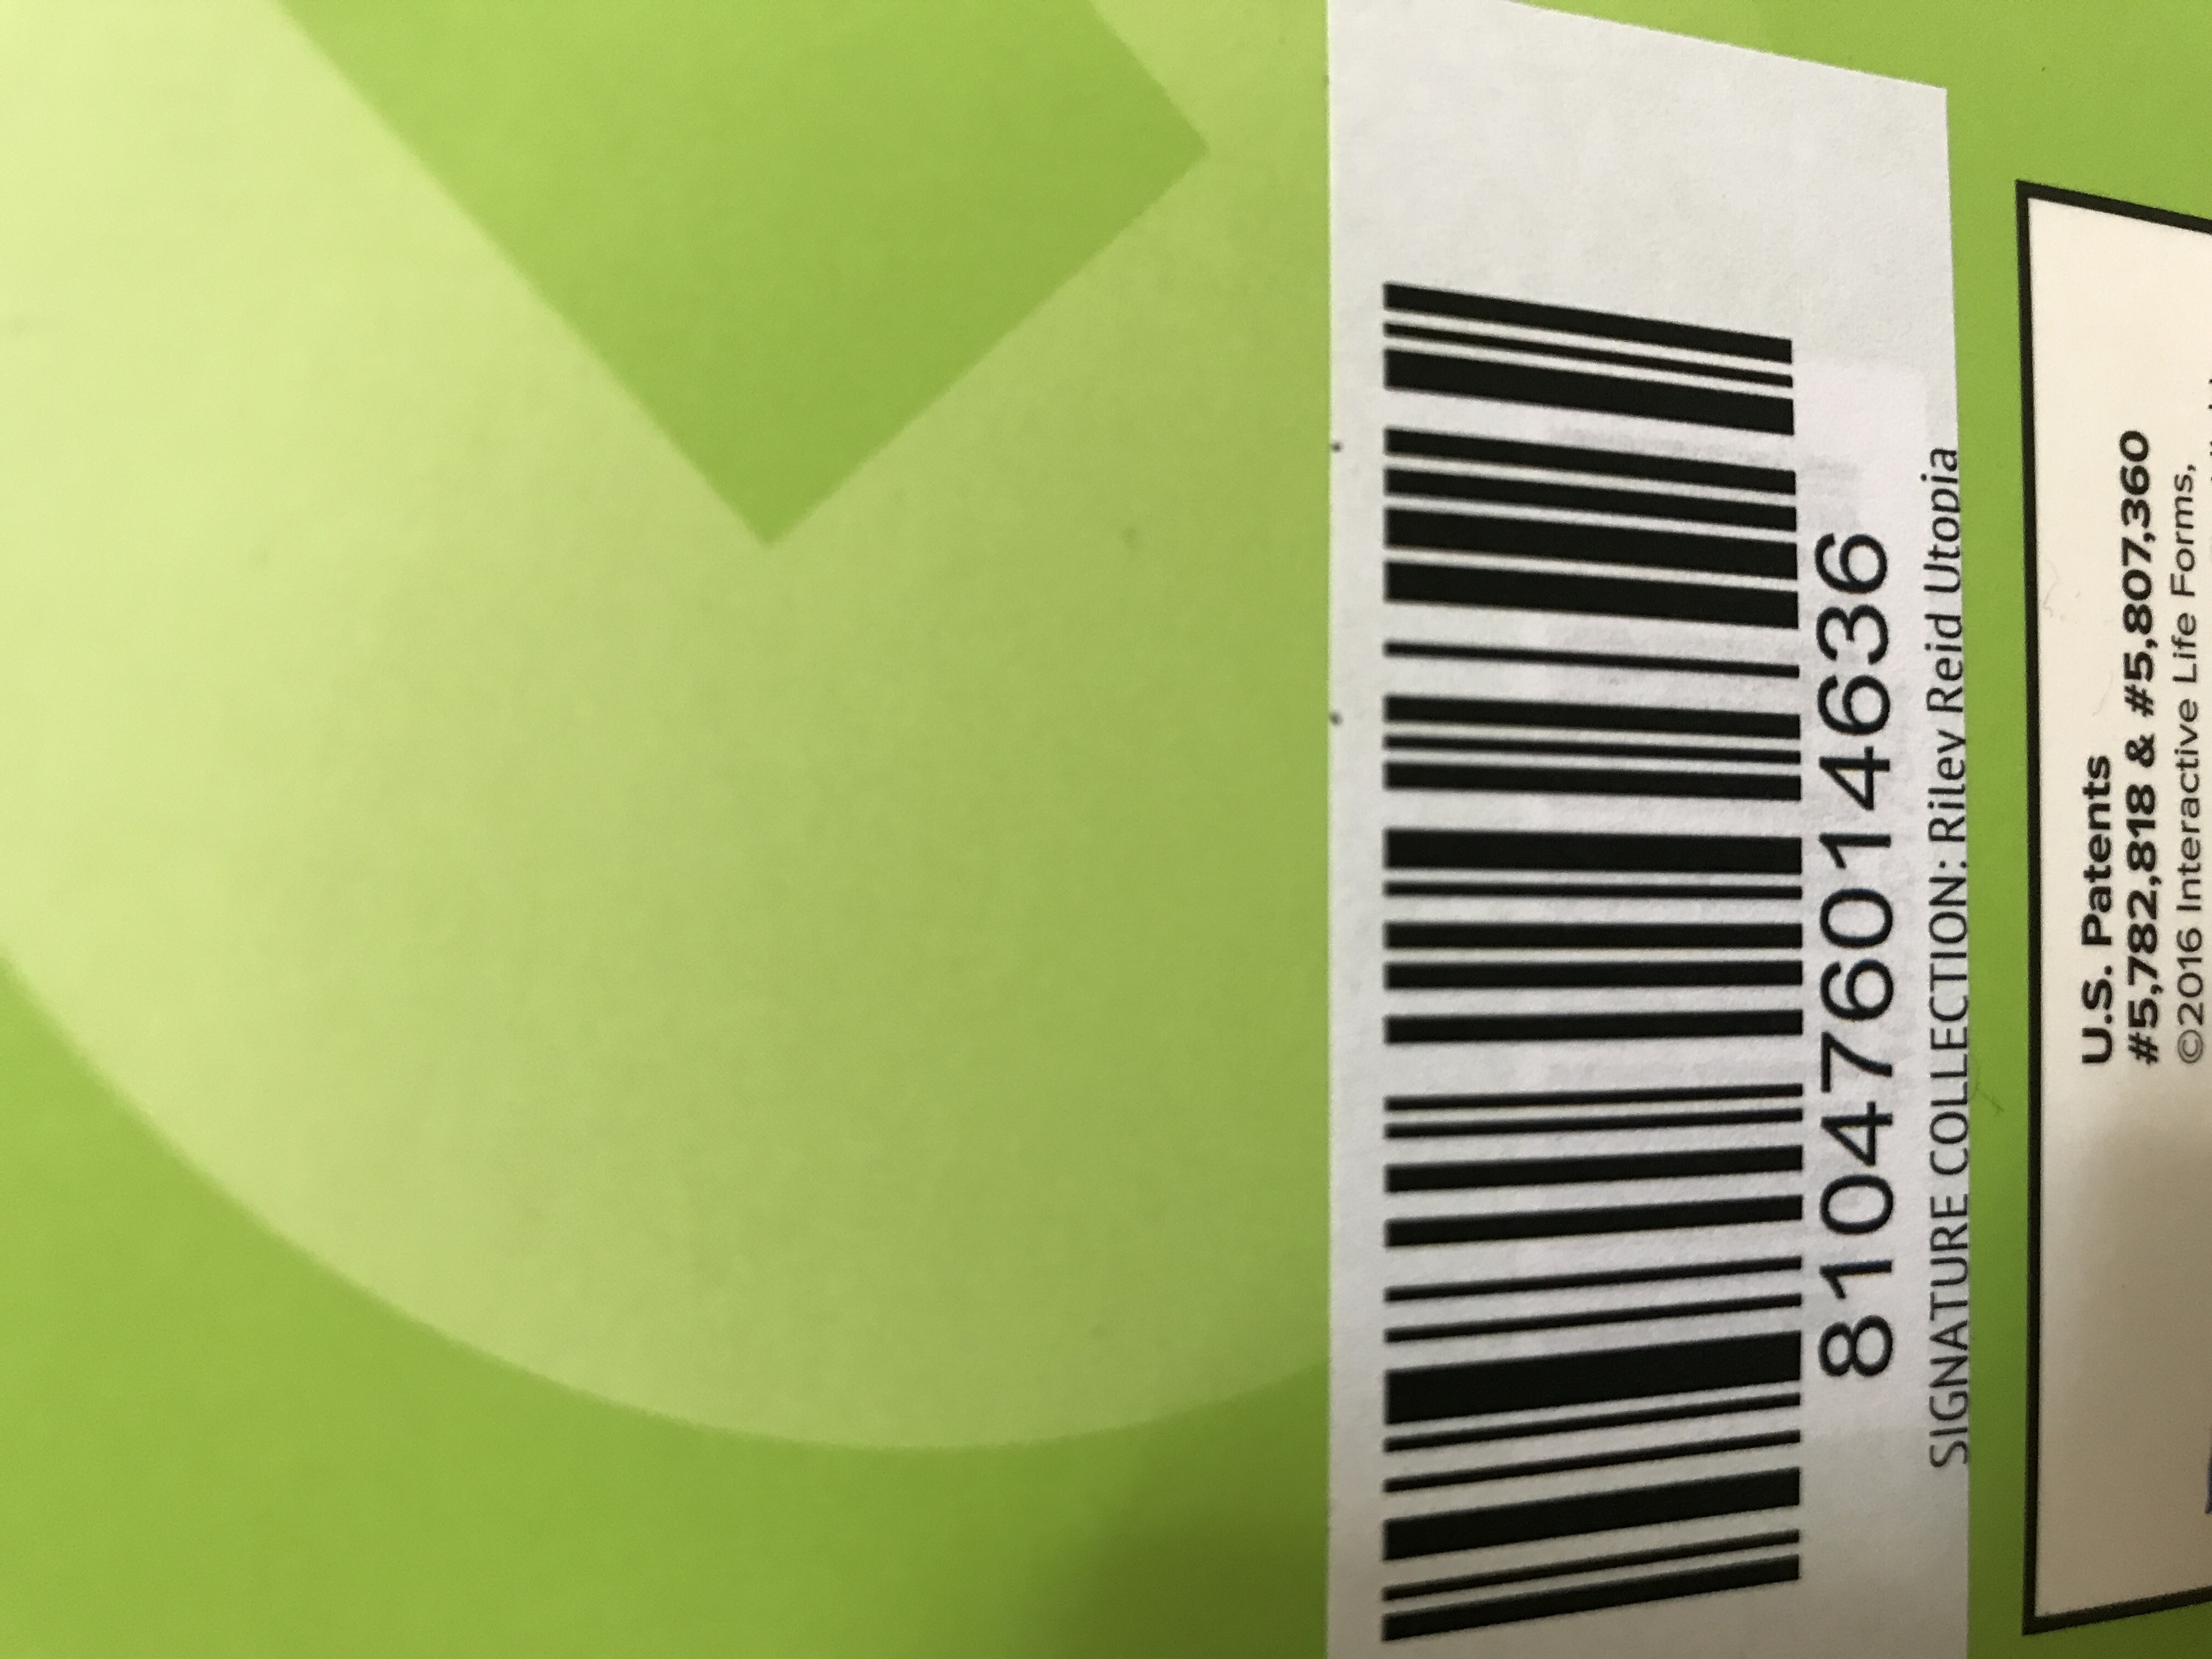 810476014636
SIGNATURE COLLECTION: Riley Reid Utopia
U.S. Patents
#5,782,818 & #5,807,360
©2016 Interactive Life Forms,